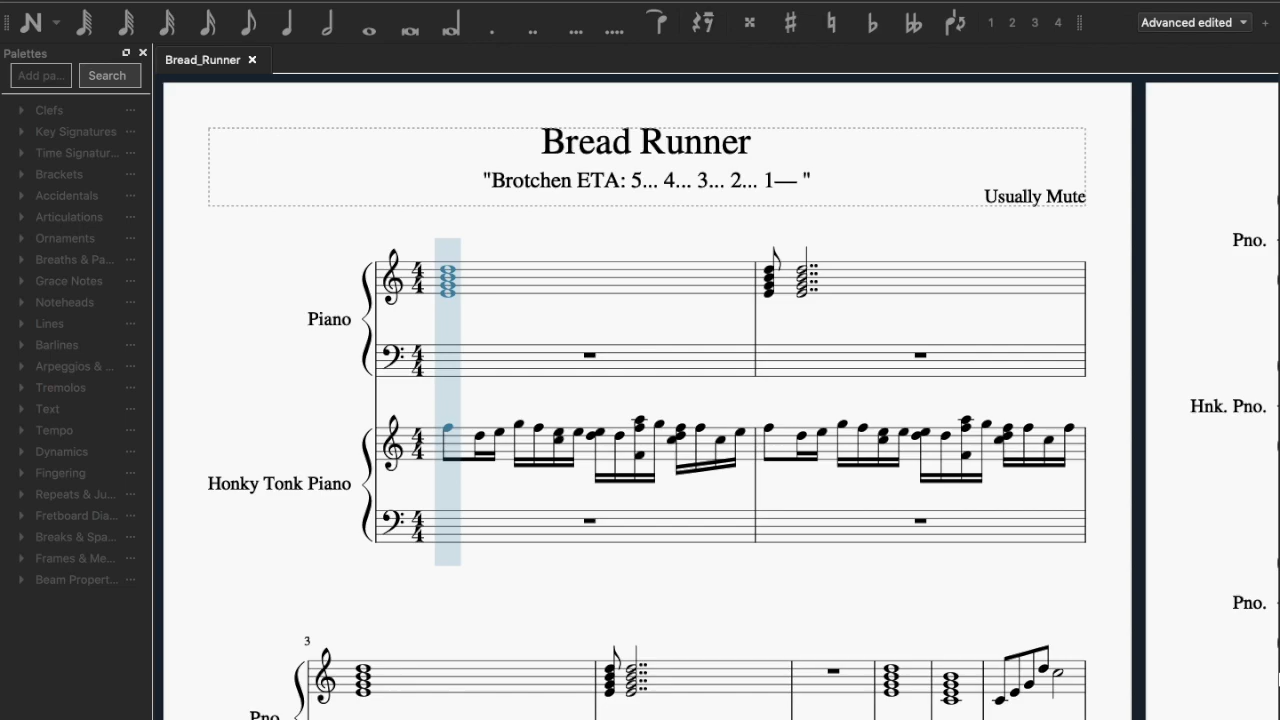 1 2 3 4 Advanced edited +
Palettes
Bread_Runner
Add pa... Search
Clefs
Key Signatures
Time Signatur...
Brackets
Accidentals
Articulations
Ornaments
Breaths & Pa...
Grace Notes
Noteheads
Lines
Barlines
Arpeggios & ...
Tremolos
Text
Tempo
Dynamics
Fingering
Repeats & Ju...
Fretboard Dia...
Breaks & Spa...
Frames & Me...
Beam Propert...
Bread Runner
"Brotchen ETA: 5... 4... 3... 2... 1— "
Usually Mute
Piano
Honky Tonk Piano
3
Pno.
Pno.
Hnk. Pno.
Pno.